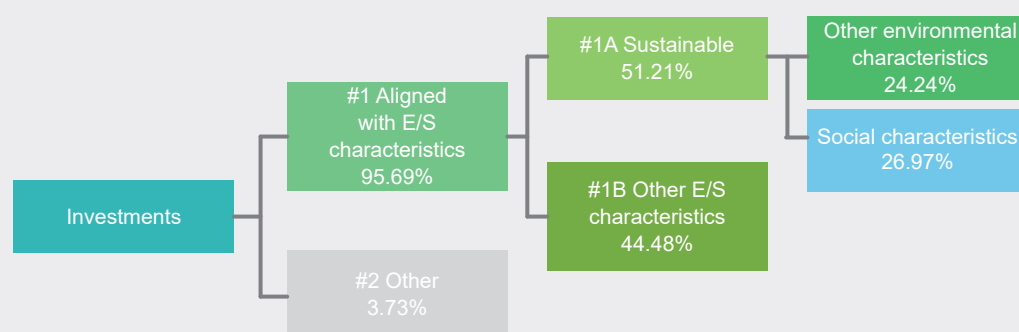 Investments
#1 Aligned
with E/S
characteristics
95.69%
#2 Other
3.73%
#1A Sustainable
51.21%
#1B Other E/S
characteristics
44.48%
Other environmental
characteristics
24.24%
Social characteristics
26.97%